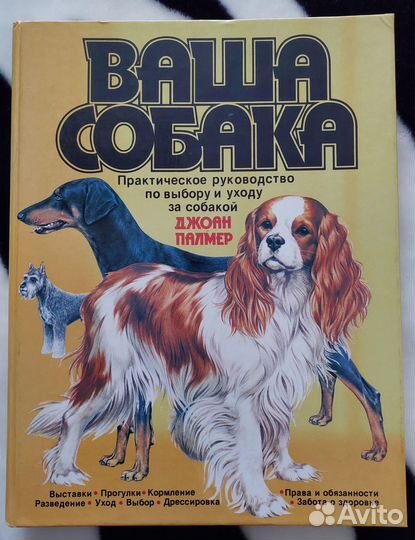 ВАША
СОБАКА
Практическое руководство
по выбору и уходу
за собакой
ДЖОАН
ПАЛМЕР
Выставки • Прогулки • Кормление
Разведение • Уход • Выбор • Дрессировка
• Права и обязанности
• Забота о здоровье
Avito